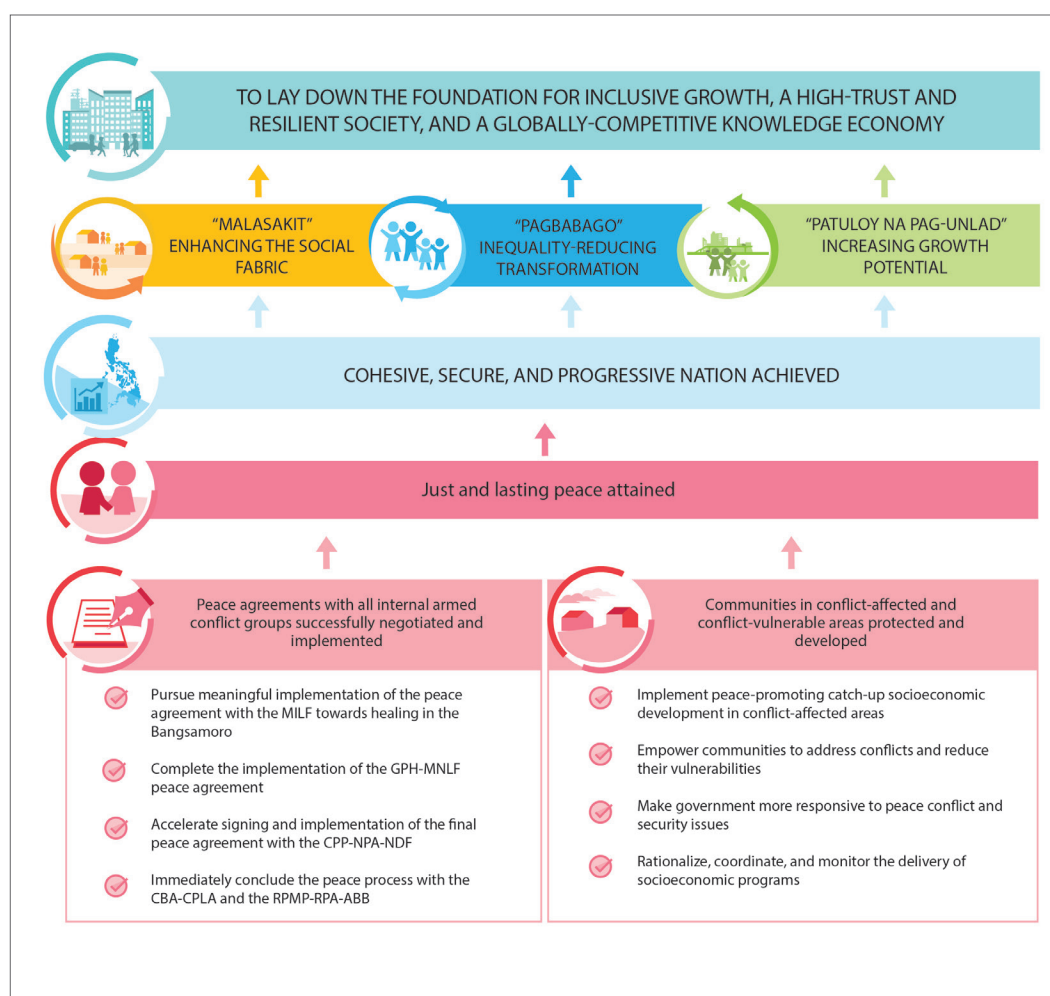 TO LAY DOWN THE FOUNDATION FOR INCLUSIVE GROWTH, A HIGH-TRUST AND
RESILIENT SOCIETY, AND A GLOBALLY-COMPETITIVE KNOWLEDGE ECONOMY
“MALASAKIT”
ENHANCING THE SOCIAL
FABRIC
“PAGBABAGO”
INEQUALITY-REDUCING
TRANSFORMATION
“PATULOY NA PAG-UNLAD”
INCREASING GROWTH
POTENTIAL
COHESIVE, SECURE, AND PROGRESSIVE NATION ACHIEVED
Just and lasting peace attained
Peace agreements with all internal armed
conflict groups successfully negotiated and
implemented
Pursue meaningful implementation of the peace
agreement with the MILF towards healing in the
Bangsamoro
Complete the implementation of the GPH-MNLF
peace agreement
Accelerate signing and implementation of the final
peace agreement with the CPP-NPA-NDF
Immediately conclude the peace process with the
CBA-CPLA and the RPMP-RPA-ABB
Communities in conflict-affected and
conflict-vulnerable areas protected and
developed
Implement peace-promoting catch-up socioeconomic
development in conflict-affected areas
Empower communities to address conflicts and reduce
their vulnerabilities
Make government more responsive to peace conflict and
security issues
Rationalize, coordinate, and monitor the delivery of
socioeconomic programs